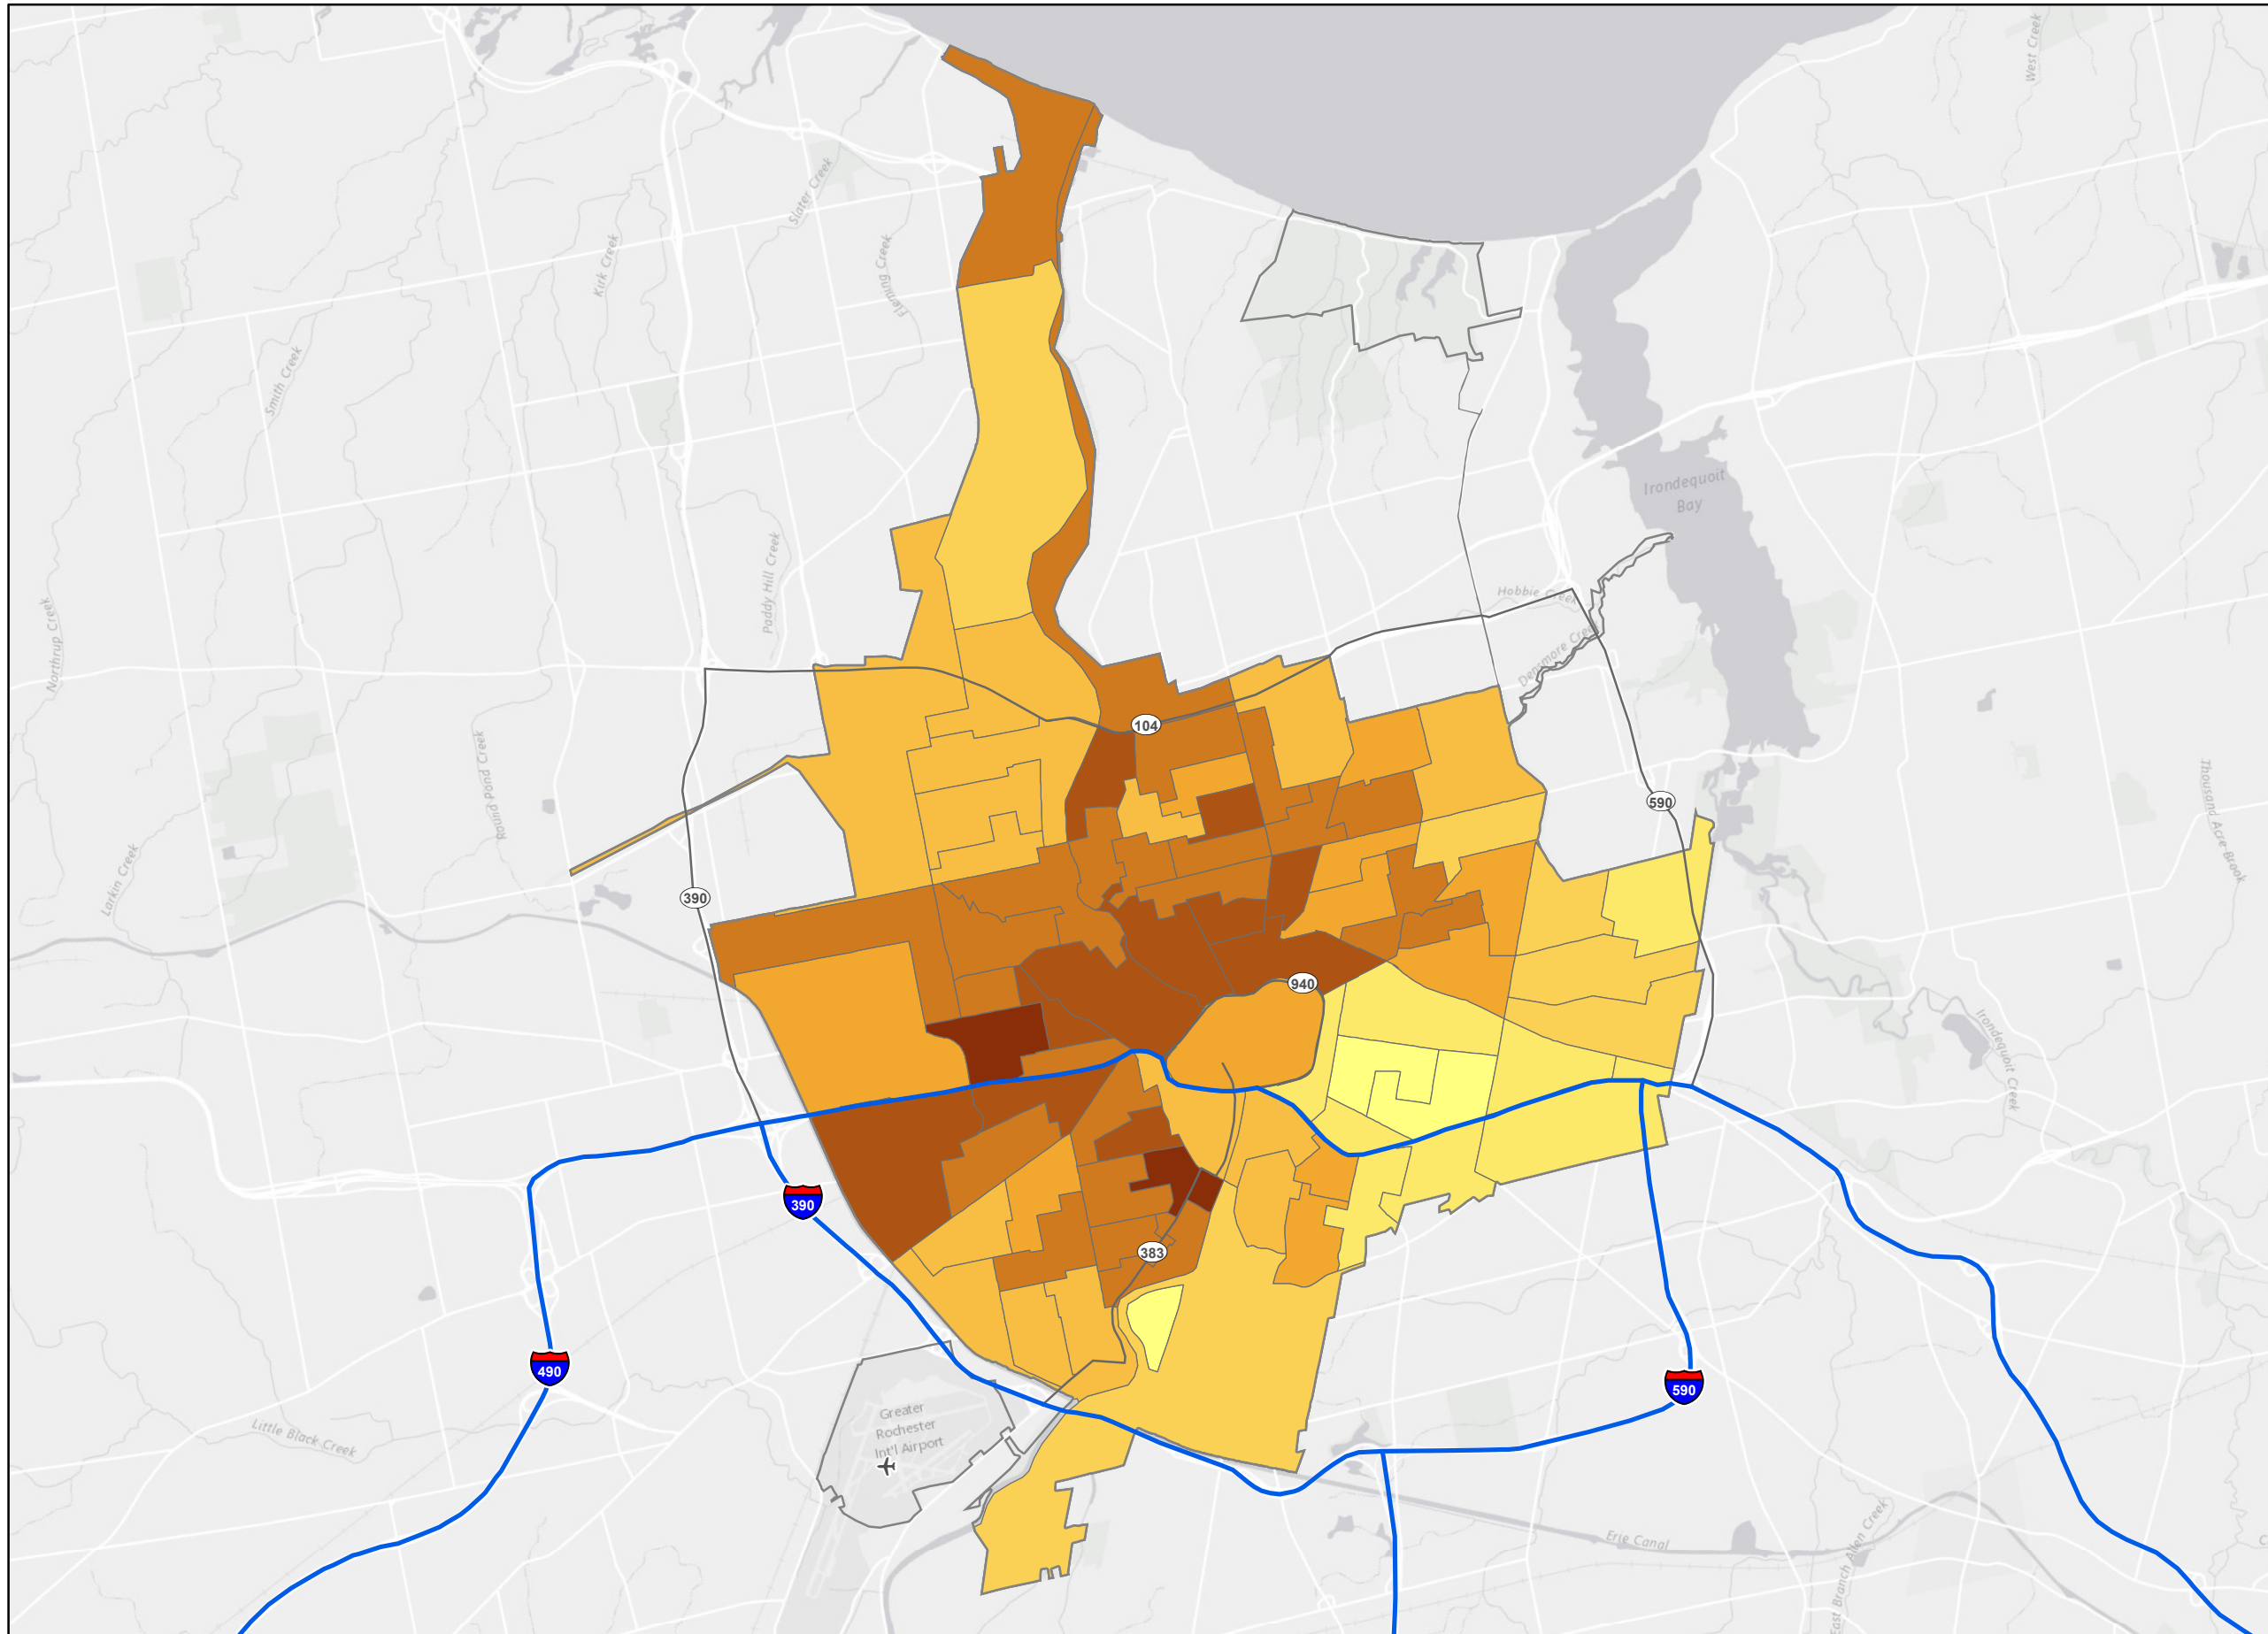 West Creek
Slater Creek
Kirk Creek
Fleming Creek
Smith Creek
Irondequoit
Bay
Paddy Hill Creek
Hobbie Creek
Densmore Creek
Northrup Creek
104
Round Pond Creek
590
Thousand Acre Brook
Larkin Creek
390
940
Irondequoit Creek
390
383
490
590
Greater
Rochester
Int'l Airport
Little Black Creek
Erie Canal
East Branch Allen Creek